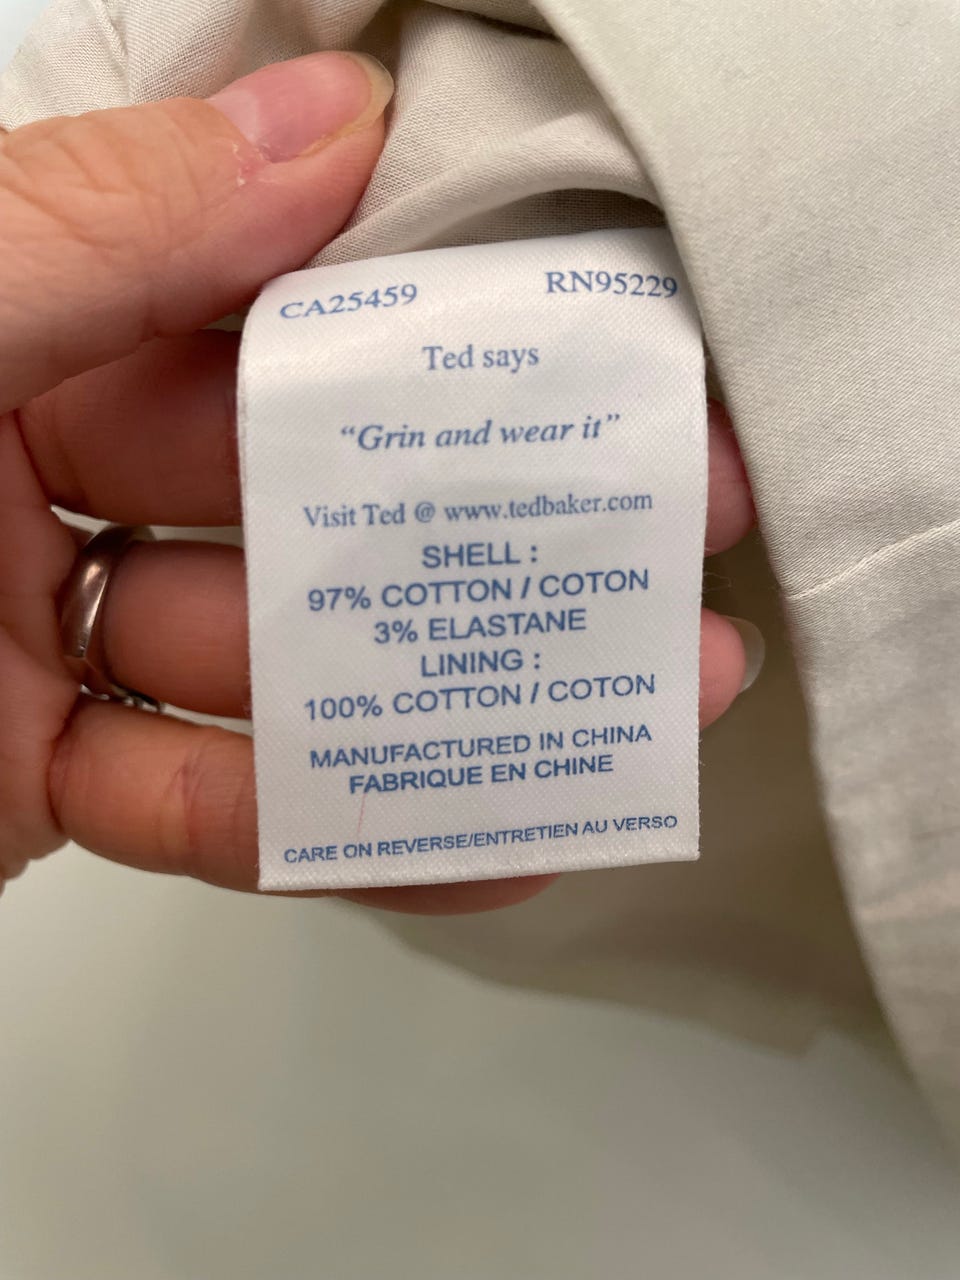 CA25459 RN95229
Ted says
“Grin and wear it”
Visit Ted @ www.tedbaker.com
SHELL :
97% COTTON / COTON
3% ELASTANE
LINING :
100% COTTON / COTON
MANUFACTURED IN CHINA
FABRIQUE EN CHINE
CARE ON REVERSE/ENTRETIEN AU VERSO